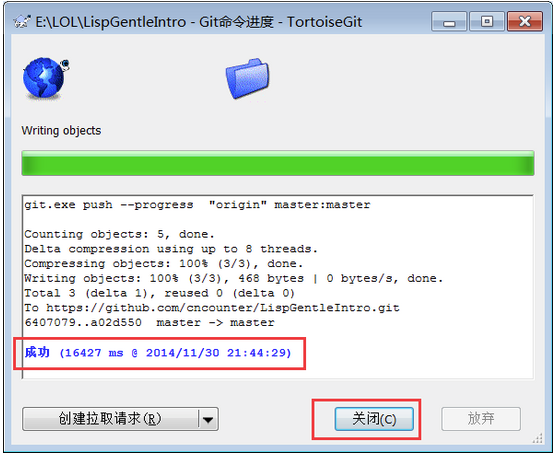 E:\LOL\LispGentleIntro - Git命令进度 - TortoiseGit
Writing objects
git.exe push --progress  "origin" master:master
Counting objects: 5, done.
Delta compression using up to 8 threads.
Compressing objects: 100% (3/3), done.
Writing objects: 100% (3/3), 468 bytes | 0 bytes/s, done.
Total 3 (delta 1), reused 0 (delta 0)
To https://github.com/cncounter/LispGentleIntro.git
6407079..a02d550  master -> master
成功 (16427 ms @ 2014/11/30 21:44:29)
创建拉取请求(R)
关闭(C)
放弃